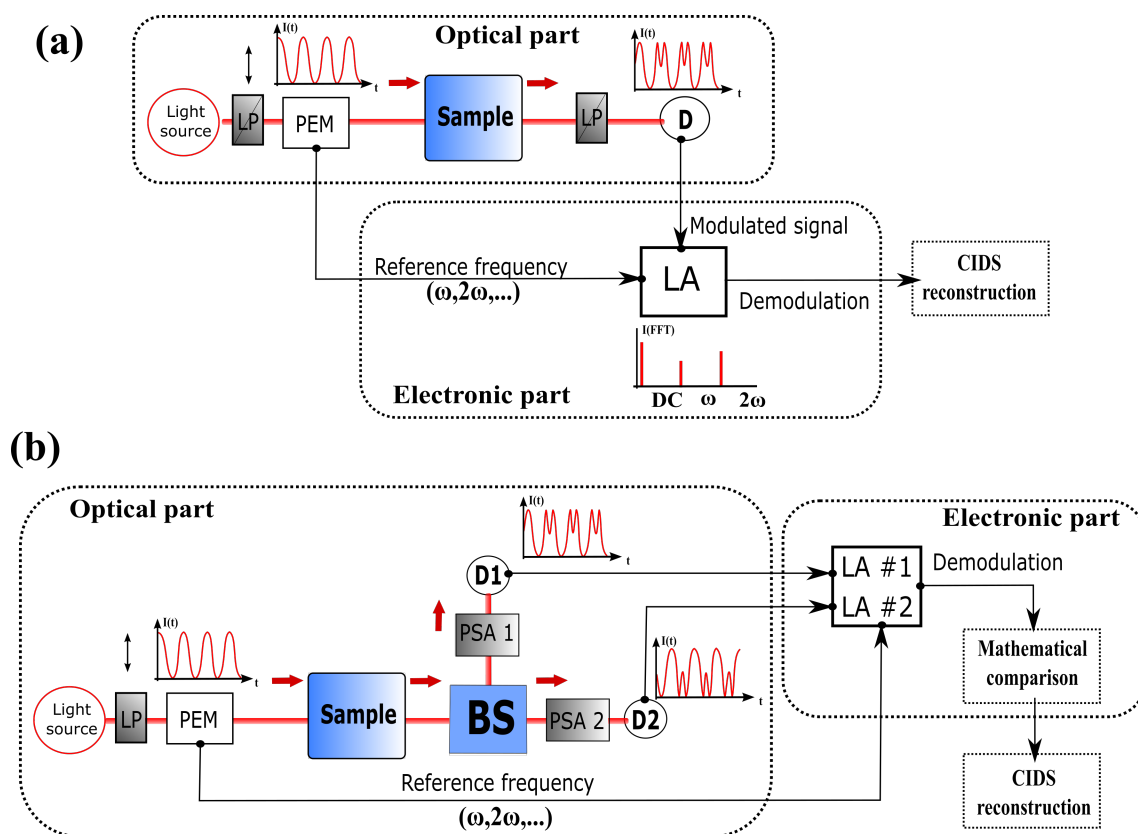 (a)
Optical part
I(t)
t
I(t)
t
Light
source
LP
PEM
Sample
LP
D
Modulated signal
Reference frequency
(ω,2ω,...)
LA
Demodulation
CIDS
reconstruction
I(FFT)
DC ω 2ω
Electronic part
(b)
Optical part
I(t)
t
D1
PSA 1
I(t)
t
I(t)
t
Light
source
LP
PEM
Sample
BS
PSA 2
D2
Reference frequency
(ω,2ω,...)
Electronic part
LA #1
LA #2
Demodulation
Mathematical
comparison
CIDS
reconstruction